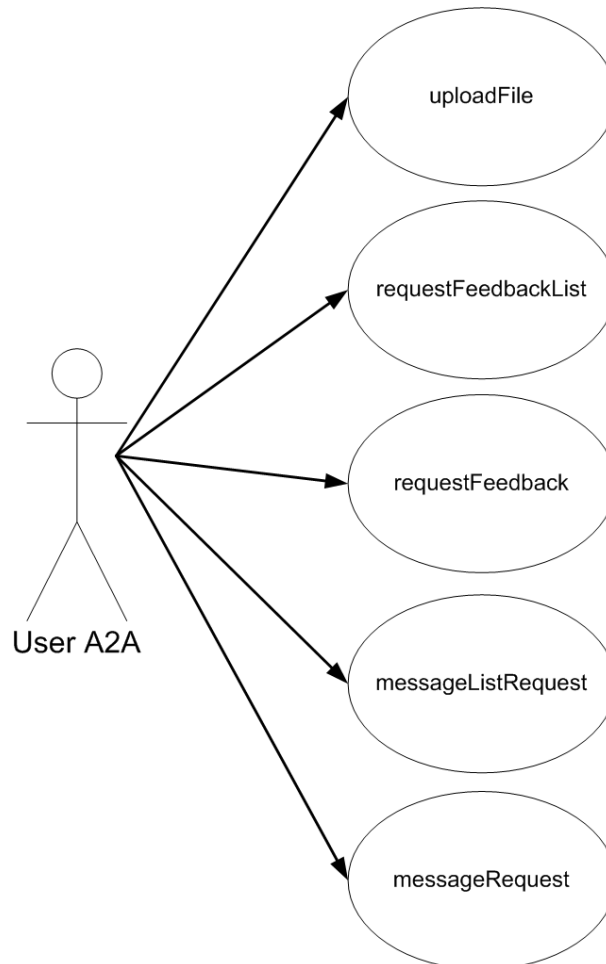 uploadFile
requestFeedbackList
requestFeedback
User A2A
messageListRequest
messageRequest